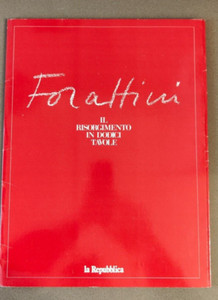 Forattini
IL
RISORGIMENTO
IN DODICI
TAVOLE
la Repubblica